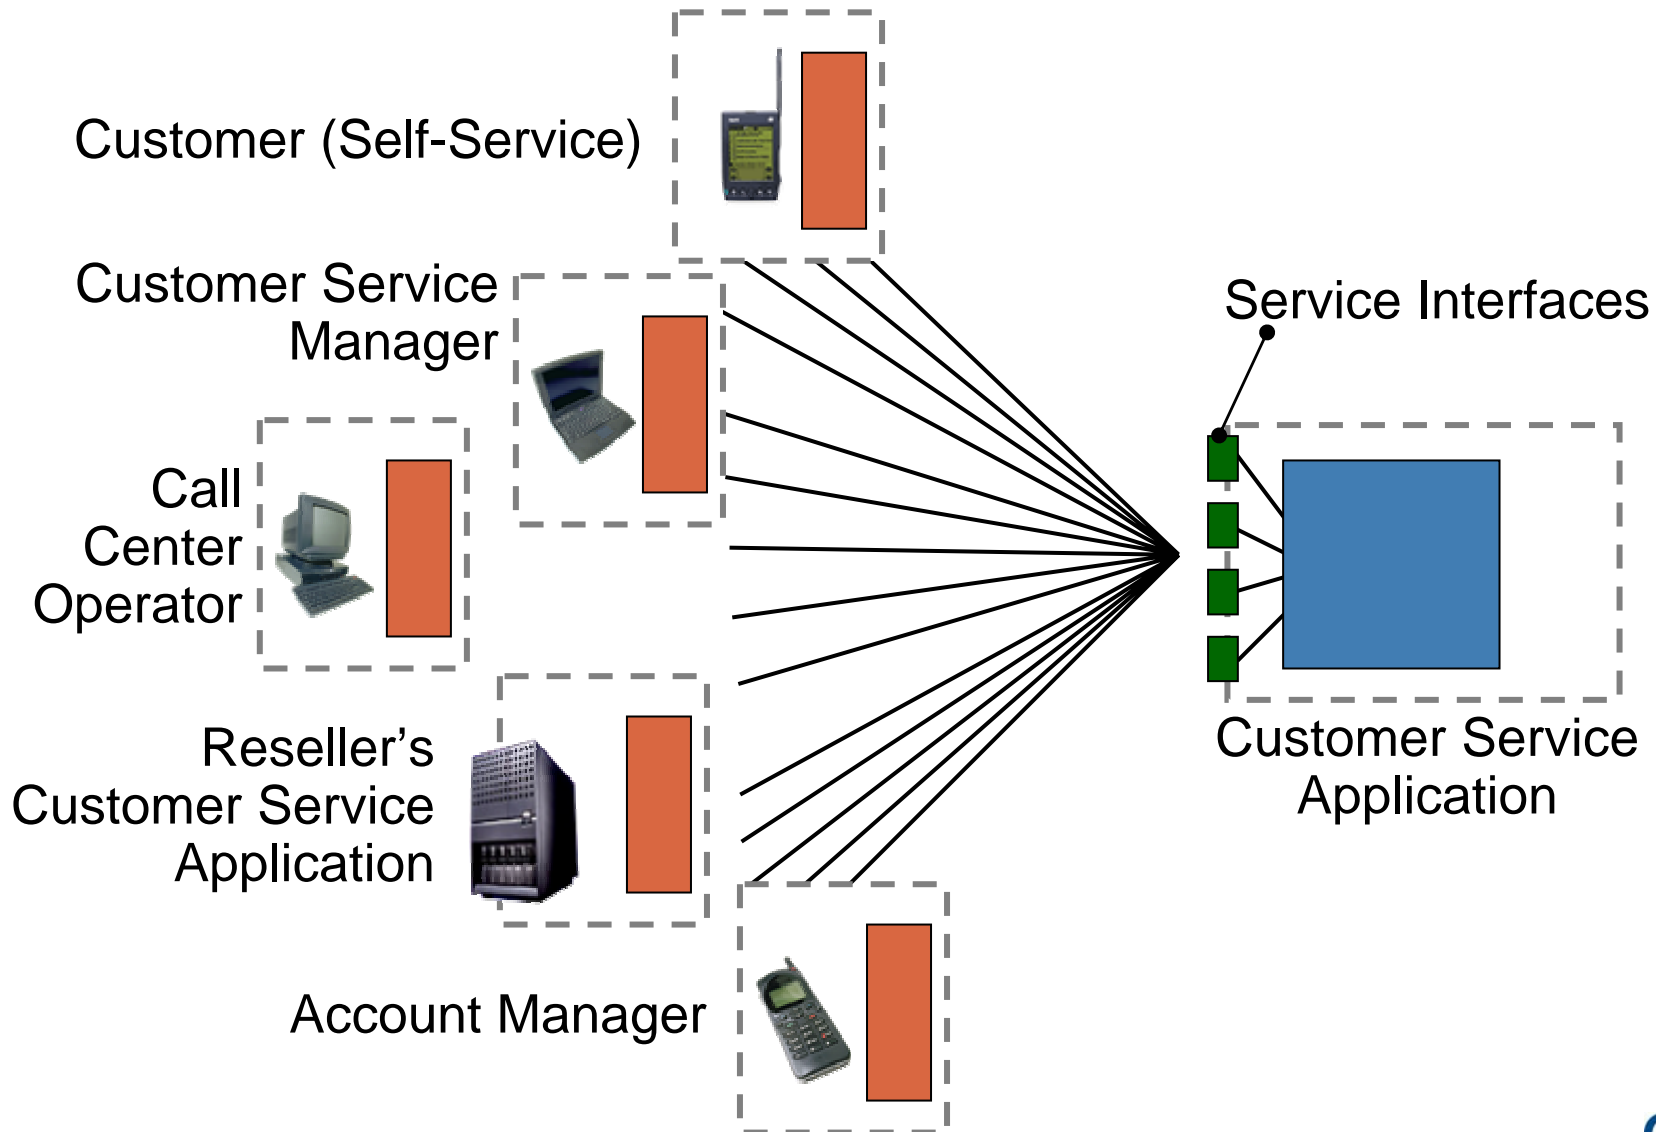 Customer (Self-Service)
Customer Service
Manager
Service Interfaces
Call
Center
Operator
Reseller's
Customer Service
Application
Customer Service
Application
Account Manager